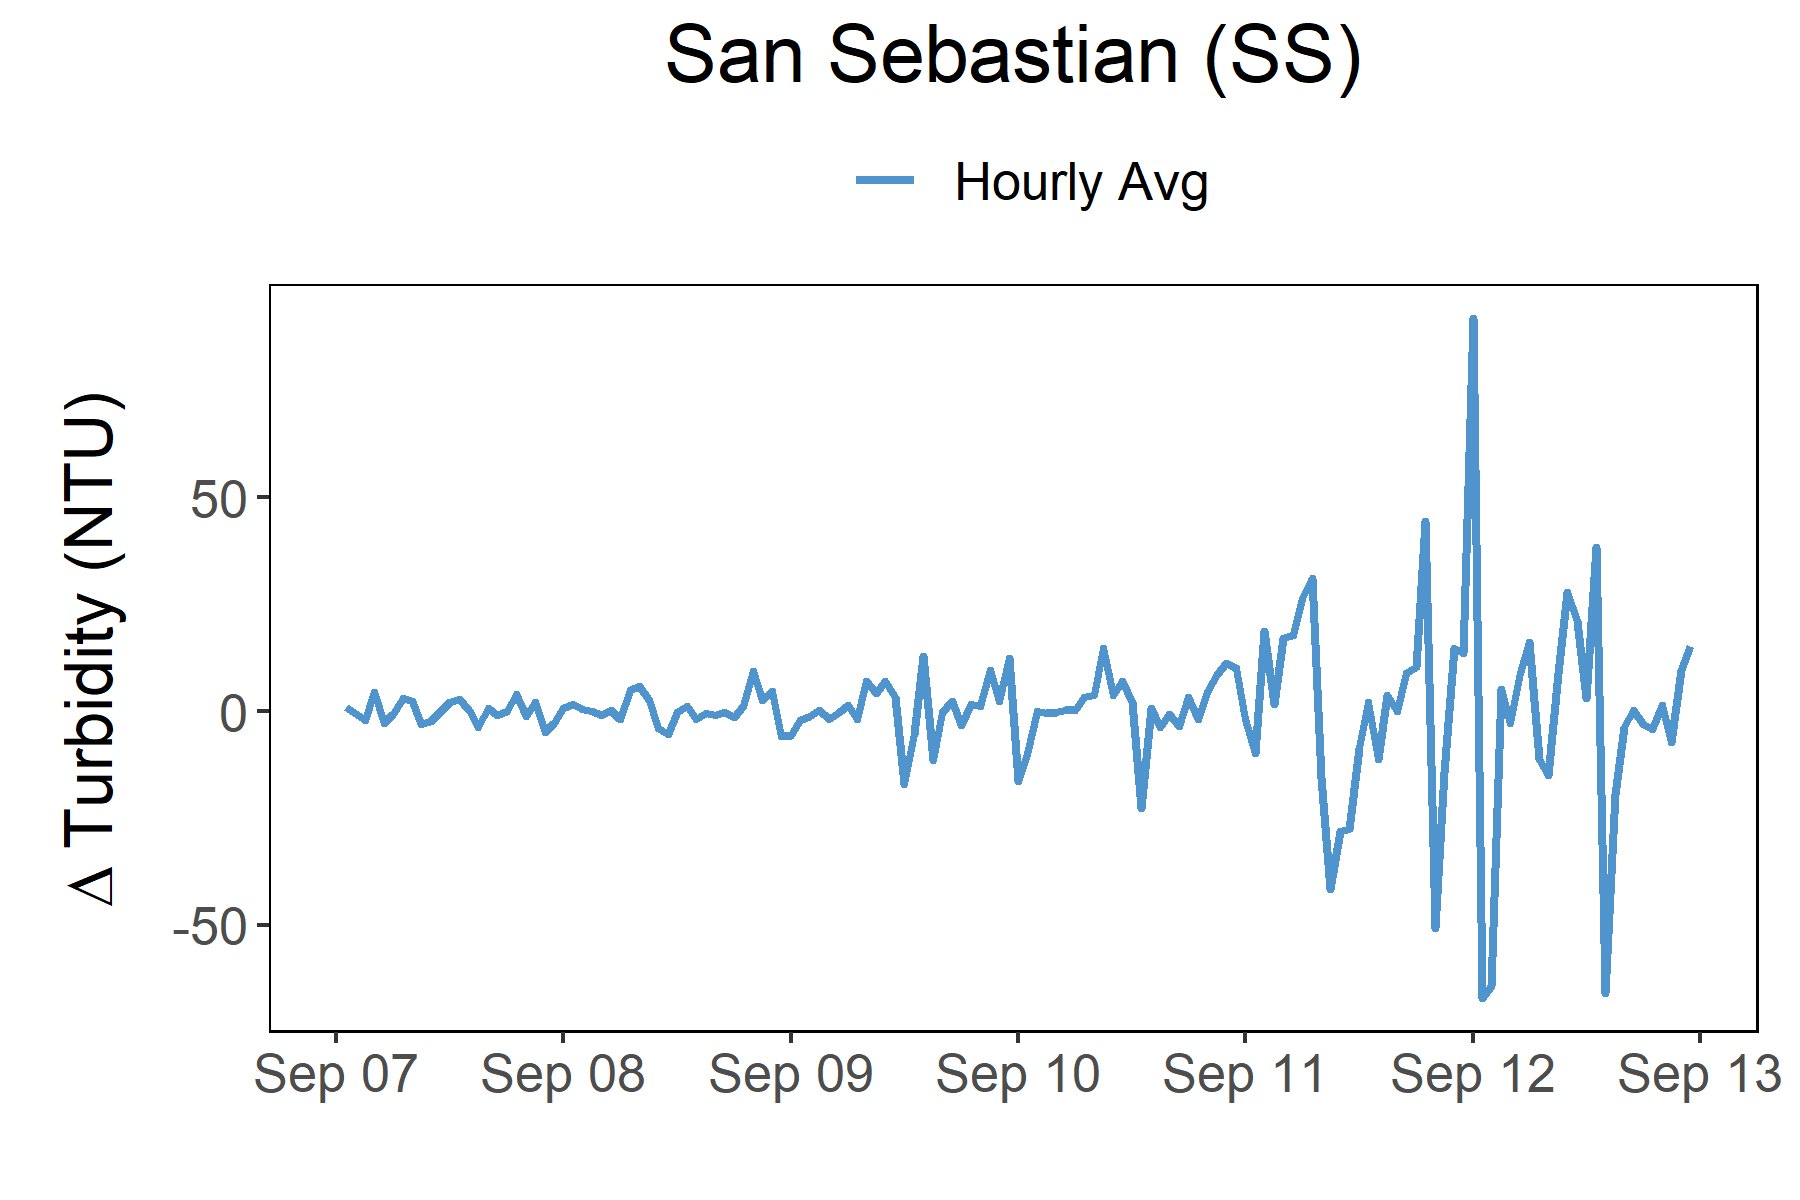 San Sebastian (SS)
Hourly Avg
Δ Turbidity (NTU)
50
0
-50
Sep 07 Sep 08 Sep 09 Sep 10 Sep 11 Sep 12 Sep 13